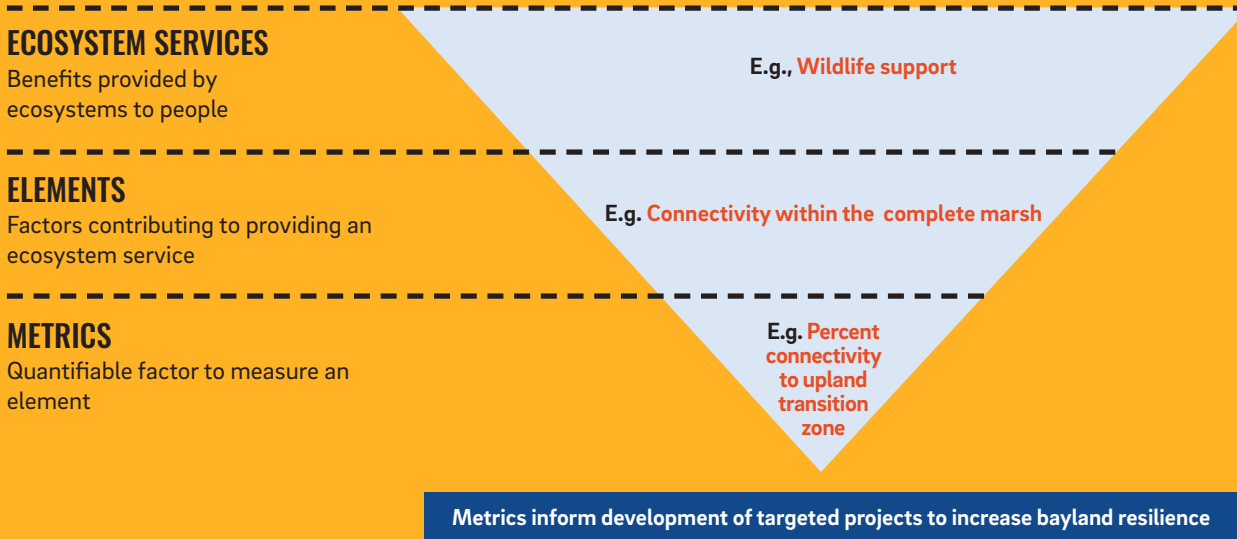 ECOSYSTEM SERVICES
Benefits provided by
ecosystems to people
E.g., Wildlife support
ELEMENTS
Factors contributing to providing an
ecosystem service
E.g. Connectivity within the complete marsh
METRICS
Quantifiable factor to measure an
element
E.g. Percent
connectivity
to upland
transition
zone
Metrics inform development of targeted projects to increase bayland resilience